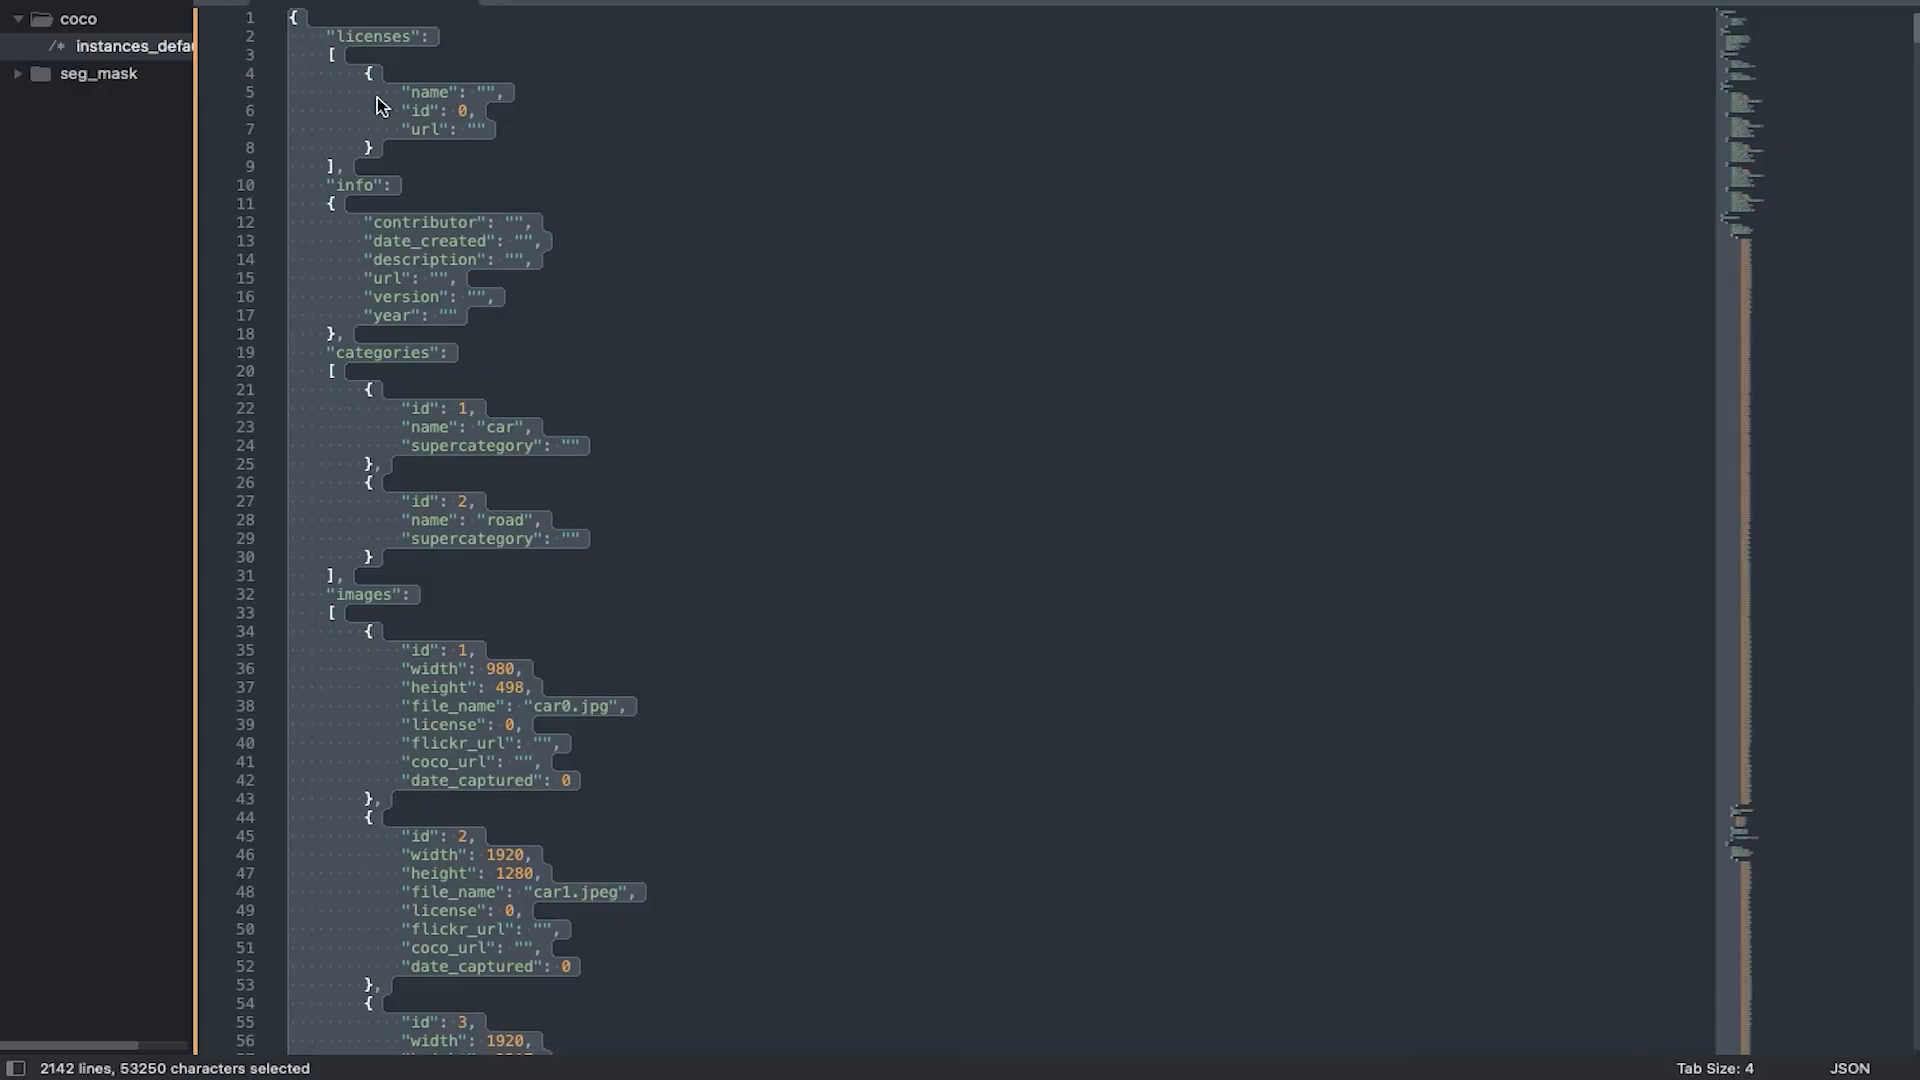 coco
/* instances_defau
seg_mask
1 {
2 "licenses":
3 [
4 {
5 "name": "",
6 "id": 0,
7 "url": ""
8 }
9 ],
10 "info":
11 {
12 "contributor": "",
13 "date_created": "",
14 "description": "",
15 "url": "",
16 "version": "",
17 "year": ""
18 },
19 "categories":
20 [
21 {
22 "id": 1,
23 "name": "car",
24 "supercategory": ""
25 },
26 {
27 "id": 2,
28 "name": "road",
29 "supercategory": ""
30 }
31 ],
32 "images":
33 [
34 {
35 "id": 1,
36 "width": 980,
37 "height": 498,
38 "file_name": "car0.jpg",
39 "license": 0,
40 "flickr_url": "",
41 "coco_url": "",
42 "date_captured": 0
43 },
44 {
45 "id": 2,
46 "width": 1920,
47 "height": 1280,
48 "file_name": "car1.jpeg",
49 "license": 0,
50 "flickr_url": "",
51 "coco_url": "",
52 "date_captured": 0
53 },
54 {
55 "id": 3,
56 "width": 1920,
2142 lines, 53250 characters selected
Tab Size: 4
JSON